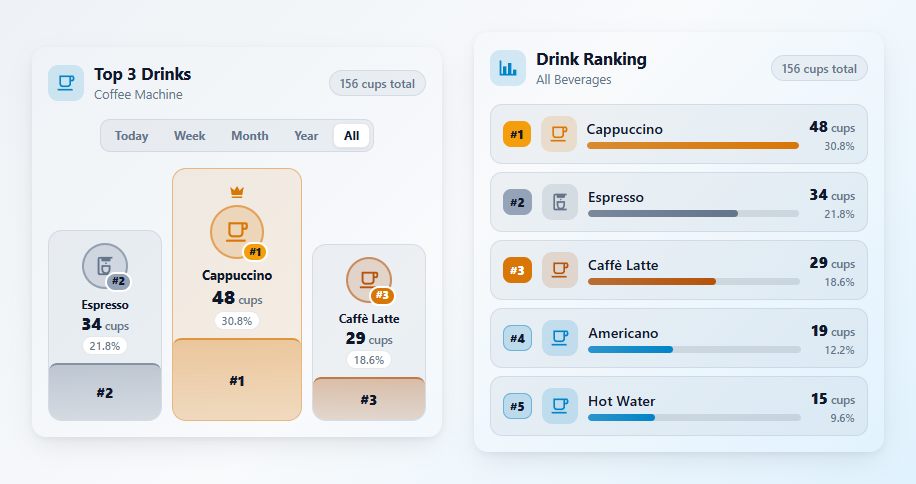 Top 3 Drinks
Coffee Machine
156 cups total
Today Week Month Year All
#2
Espresso
34 cups
21.8%
#2
#1
Cappuccino
48 cups
30.8%
#1
#3
Caffè Latte
29 cups
18.6%
#3
Drink Ranking
All Beverages
156 cups total
#1 Cappuccino 48 cups
30.8%
#2 Espresso 34 cups
21.8%
#3 Caffè Latte 29 cups
18.6%
#4 Americano 19 cups
12.2%
#5 Hot Water 15 cups
9.6%